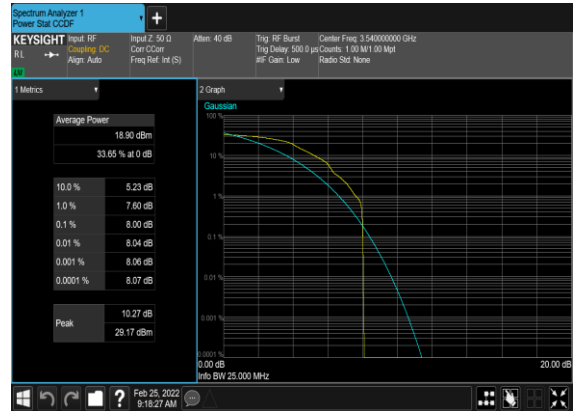 Spectrum Analyzer 1
Power Stat CCDF
KEYSIGHT
R L
Input: RF
Coupling: DC
Align: Auto
Input Z: 50 Ω
Corr CCorr
Freq Ref: Int (S)
Atten: 40 dB
Trig: RF Burst
Trig Delay: 500.0 µs
#IF Gain: Low
Center Freq: 3.540000000 GHz
Counts: 1.00 M/1.00 Mpt
Radio Std: None
1 Metrics
Average Power
18.90 dBm
33.65 % at 0 dB
10.0 % 5.23 dB
1.0 % 7.60 dB
0.1 % 8.00 dB
0.01 % 8.04 dB
0.001 % 8.06 dB
0.0001 % 8.07 dB
Peak
10.27 dB
29.17 dBm
2 Graph
Gaussian
100 %
10 %
1 %
0.1 %
0.01 %
0.001 %
0.0001 %
0.00 dB
20.00 dB
Info BW 25.000 MHz
Feb 25, 2022
9:18:27 AM